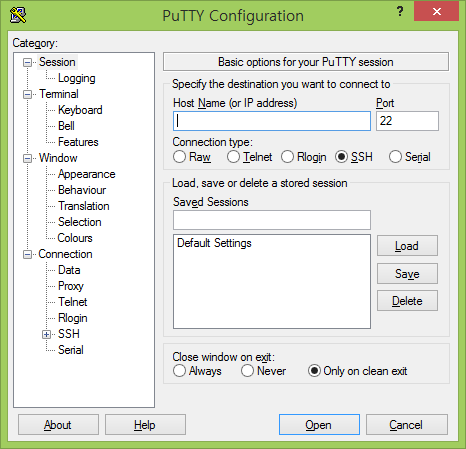 PuTTY Configuration
?
Category:
Session
Logging
Terminal
Keyboard
Bell
Features
Window
Appearance
Behaviour
Translation
Selection
Colours
Connection
Data
Proxy
Telnet
Rlogin
SSH
Serial
Basic options for your PuTTY session
Specify the destination you want to connect to
Host Name (or IP address) Port
22
Connection type:
Raw Telnet Rlogin SSH Serial
Load, save or delete a stored session
Saved Sessions
Default Settings
Load
Save
Delete
Close window on exit:
Always Never Only on clean exit
About Help Open Cancel